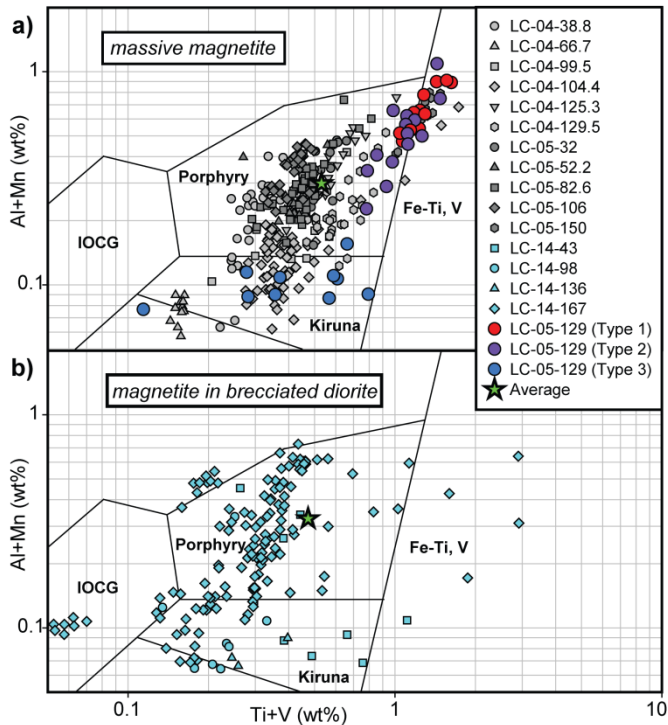 a)
massive magnetite
1
Al+Mn (wt%)
Porphyry
IOCG
Fe-Ti, V
0.1
Kiruna
LC-04-38.8
LC-04-66.7
LC-04-99.5
LC-04-104.4
LC-04-125.3
LC-04-129.5
LC-05-32
LC-05-52.2
LC-05-82.6
LC-05-106
LC-05-150
LC-14-43
LC-14-98
LC-14-136
LC-14-167
LC-05-129 (Type 1)
LC-05-129 (Type 2)
LC-05-129 (Type 3)
Average
b)
magnetite in brecciated diorite
1
Al+Mn (wt%)
Porphyry
IOCG
Fe-Ti, V
0.1
Kiruna
0.1
Ti+V (wt%)
1
10